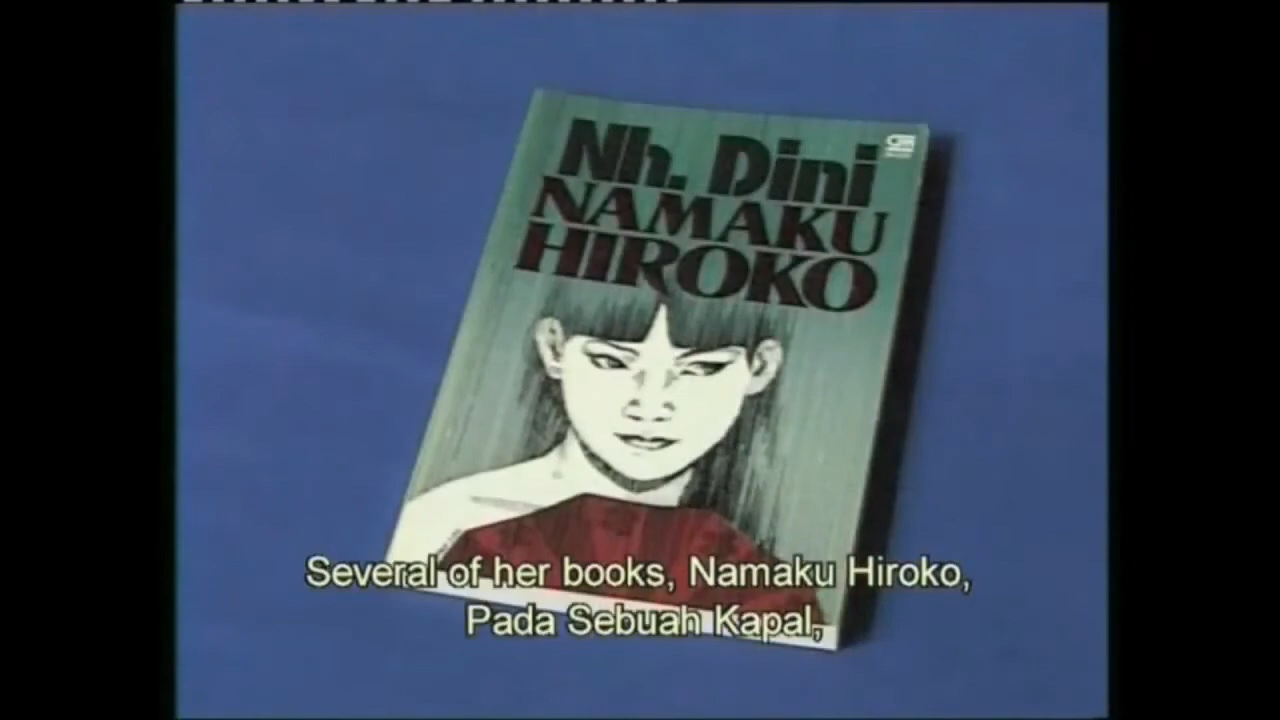 Nh. Dini
NAMAKU
HIROKO
Several of her books, Namaku Hiroko,
Pada Sebuah Kapal,